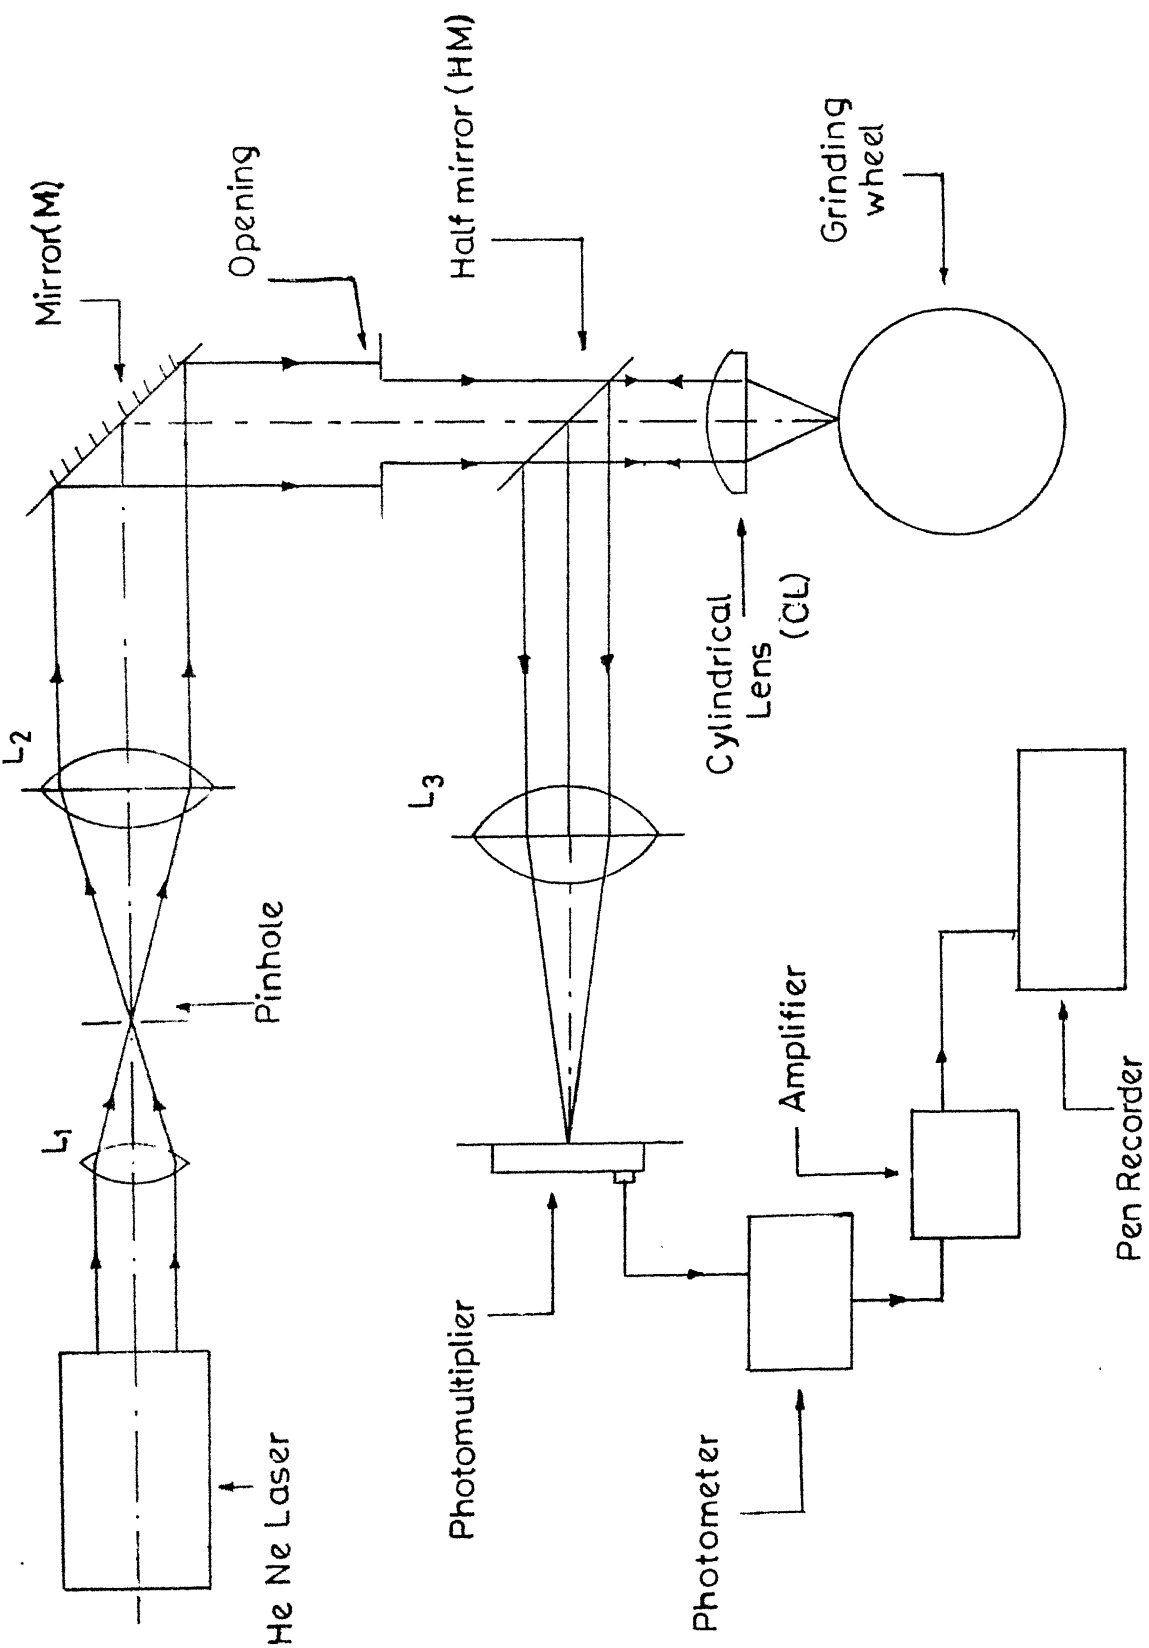 He Ne Laser
L1
Pinhole
L2
Mirror(M)
Opening
Half mirror (HM)
L3
Photomultiplier
Photometer
Amplifier
Pen Recorder
Cylindrical
Lens
(CL)
Grinding
wheel